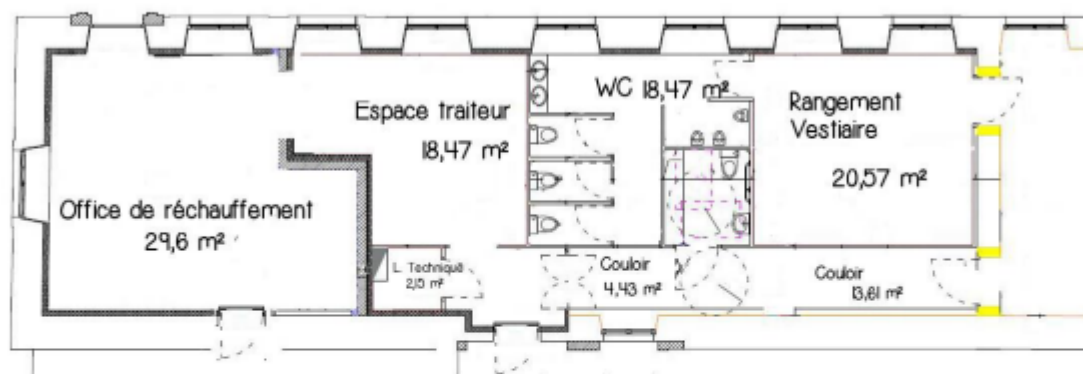 Espace traiteur
18,47 m²
WC 18,47 m²
Rangement
Vestiaire
20,57 m²
Office de réchauffement
29,6 m²
L. Technique
2,15 m²
Couloir
4,43 m²
Couloir
13,61 m²